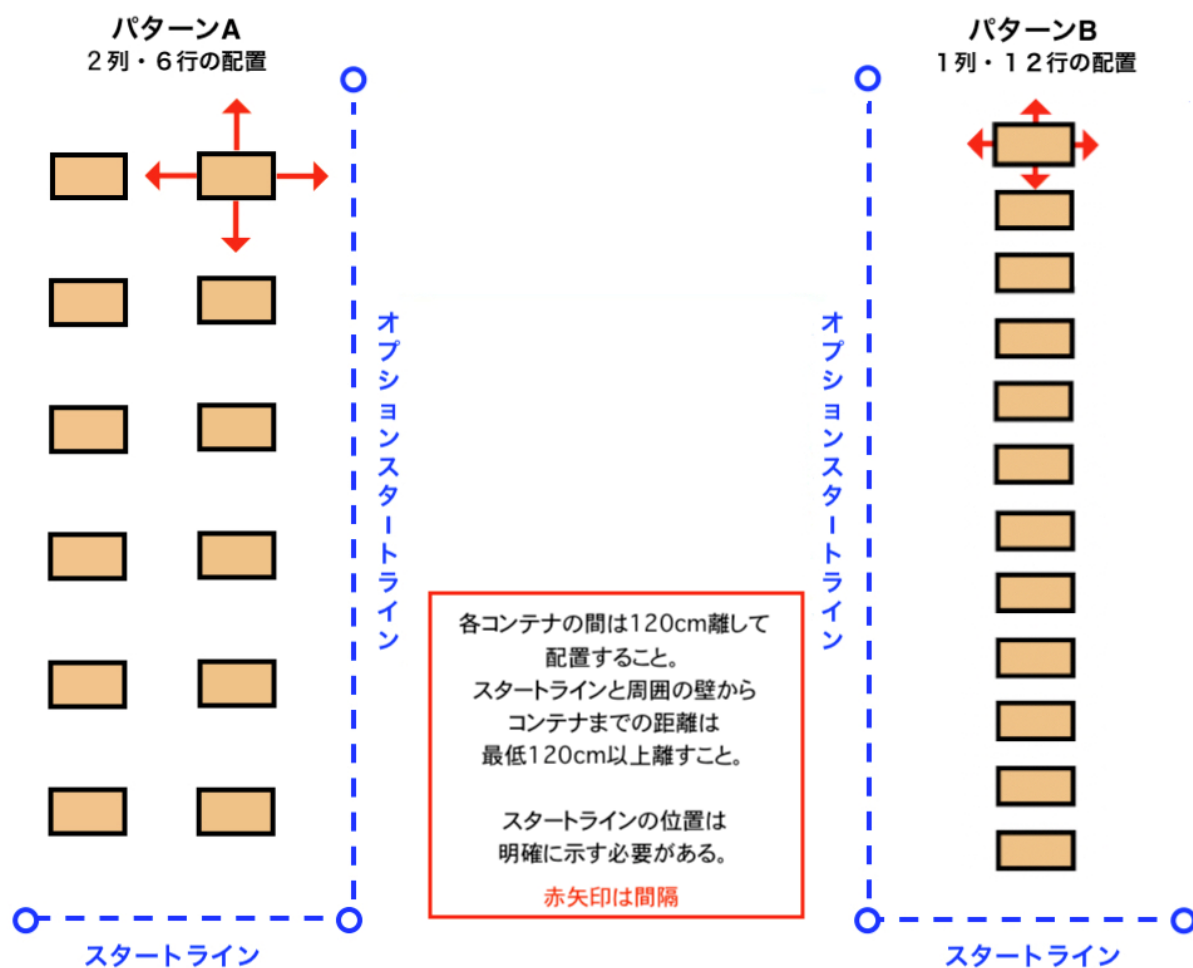 パターンA
2列・6行の配置
パターンB
1列・12行の配置
オプションスタートライン
オプションスタートライン
各コンテナの間は120cm離して
配置すること。
スタートラインと周囲の壁から
コンテナまでの距離は
最低120cm以上離すこと。
スタートラインの位置は
明確に示す必要がある。
赤矢印は間隔
スタートライン
スタートライン